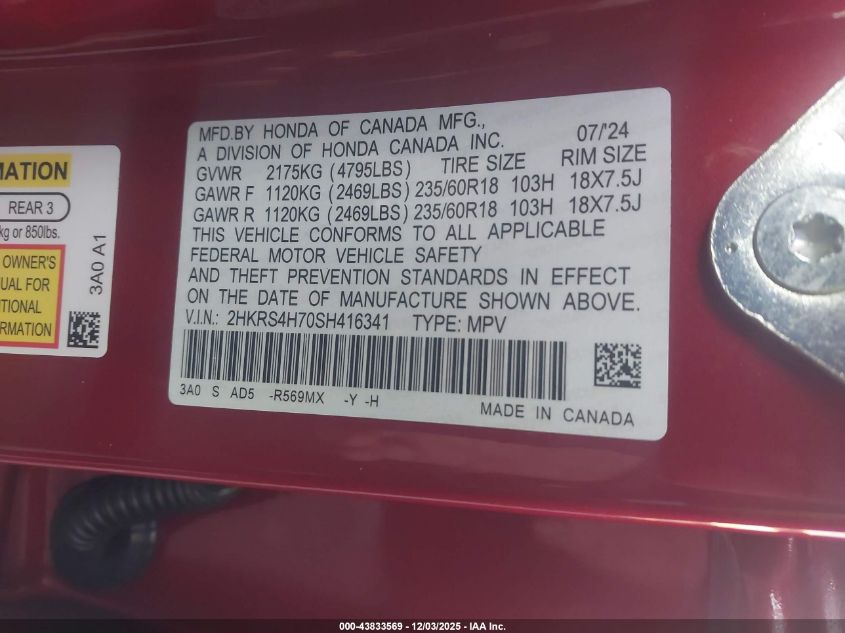 MFD.BY HONDA OF CANADA MFG., 07/'24
A DIVISION OF HONDA CANADA INC.
GVWR 2175KG (4795LBS) TIRE SIZE RIM SIZE
GAWR F 1120KG (2469LBS) 235/60R18 103H 18X7.5J
GAWR R 1120KG (2469LBS) 235/60R18 103H 18X7.5J
THIS VEHICLE CONFORMS TO ALL APPLICABLE
FEDERAL MOTOR VEHICLE SAFETY
AND THEFT PREVENTION STANDARDS IN EFFECT
ON THE DATE OF MANUFACTURE SHOWN ABOVE.
V.I.N.: 2HKRS4H70SH416341 TYPE: MPV
3A0 S AD5 -R569MX -Y -H
MADE IN CANADA
MATION
REAR 3
kg or 850lbs.
OWNER'S
UAL FOR
ITIONAL
FORMATION
3A0 A1
000-43833569 - 12/03/2025 - IAA Inc.